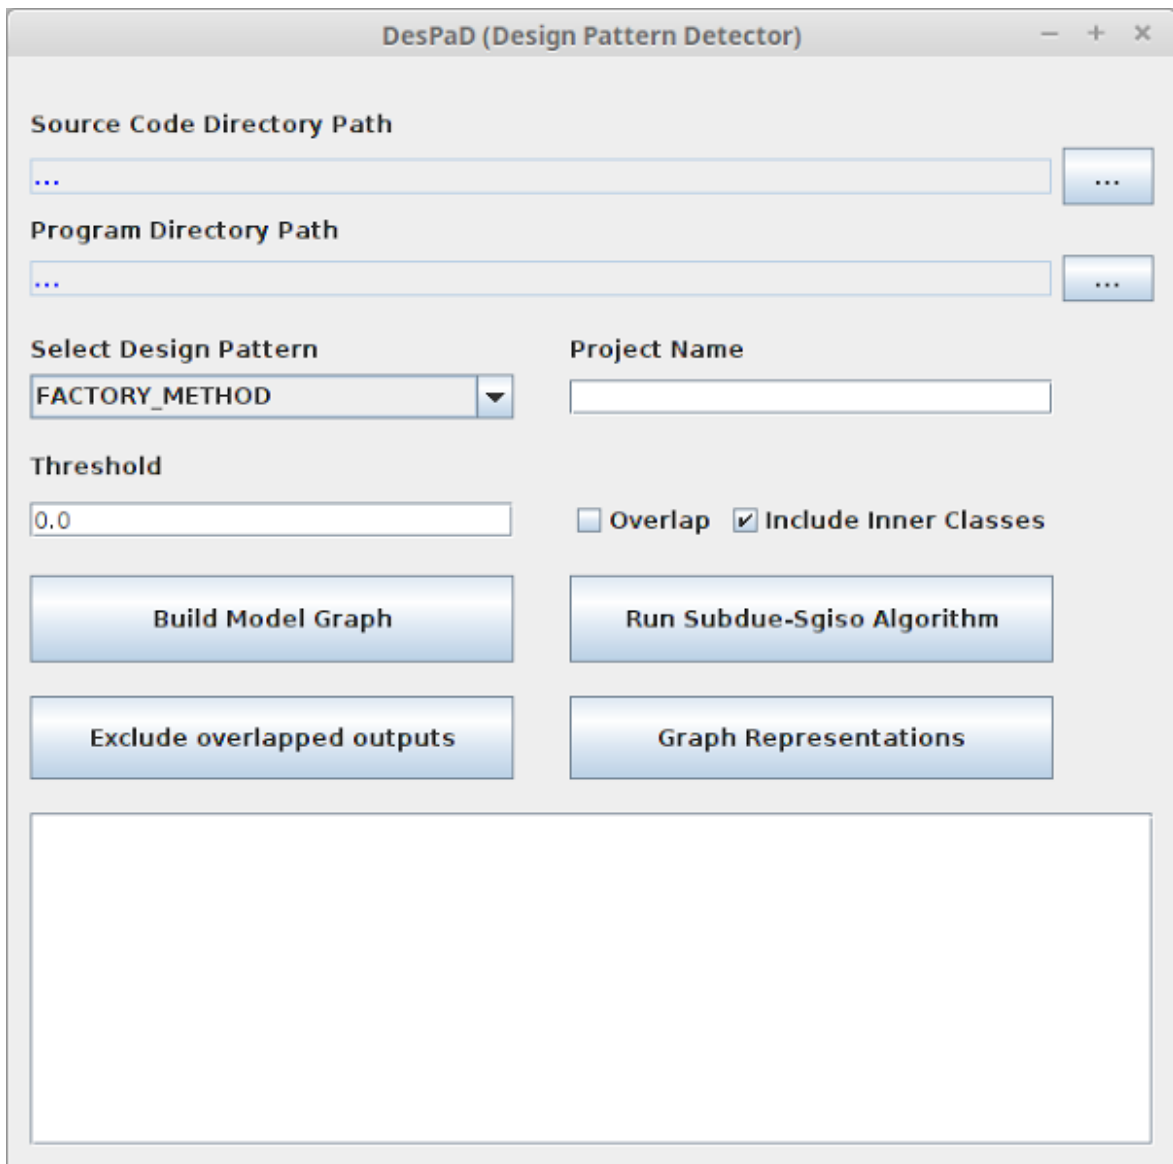 DesPaD (Design Pattern Detector)
Source Code Directory Path
...
...
Program Directory Path
...
...
Select Design Pattern
Project Name
FACTORY_METHOD
Threshold
0.0
Overlap
Include Inner Classes
Build Model Graph
Run Subdue-Sgiso Algorithm
Exclude overlapped outputs
Graph Representations